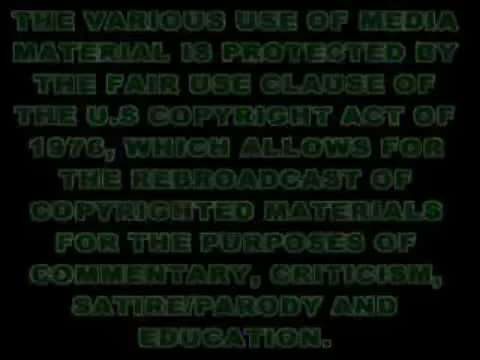 THE VARIOUS USE OF MEDIA
MATERIAL IS PROTECTED BY
THE FAIR USE CLAUSE OF
THE U.S COPYRIGHT ACT OF
1976, WHICH ALLOWS FOR
THE REBROADCAST OF
COPYRIGHTED MATERIALS
FOR THE PURPOSES OF
COMMENTARY, CRITICISM,
SATIRE/PARODY AND
EDUCATION.